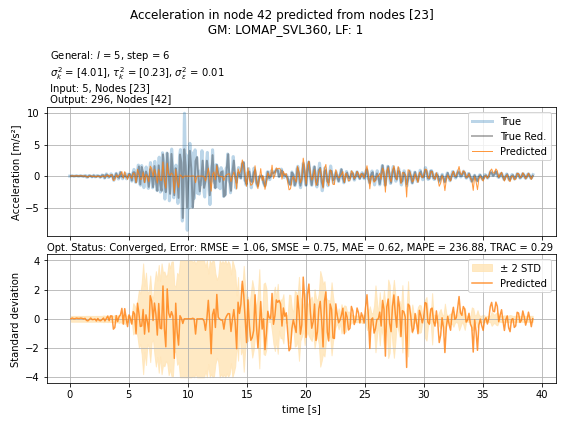 Acceleration in node 42 predicted from nodes [23]
GM: LOMAP_SVL360, LF: 1
General: l = 5, step = 6
σ²ₖ = [4.01], τ²ₖ = [0.23], σ²ε = 0.01
Input: 5, Nodes [23]
Output: 296, Nodes [42]
Acceleration [m/s²]
10
5
0
−5
True
True Red.
Predicted
Opt. Status: Converged, Error: RMSE = 1.06, SMSE = 0.75, MAE = 0.62, MAPE = 236.88, TRAC = 0.29
Standard deviation
4
2
0
−2
−4
± 2 STD
Predicted
0 5 10 15 20 25 30 35 40
time [s]